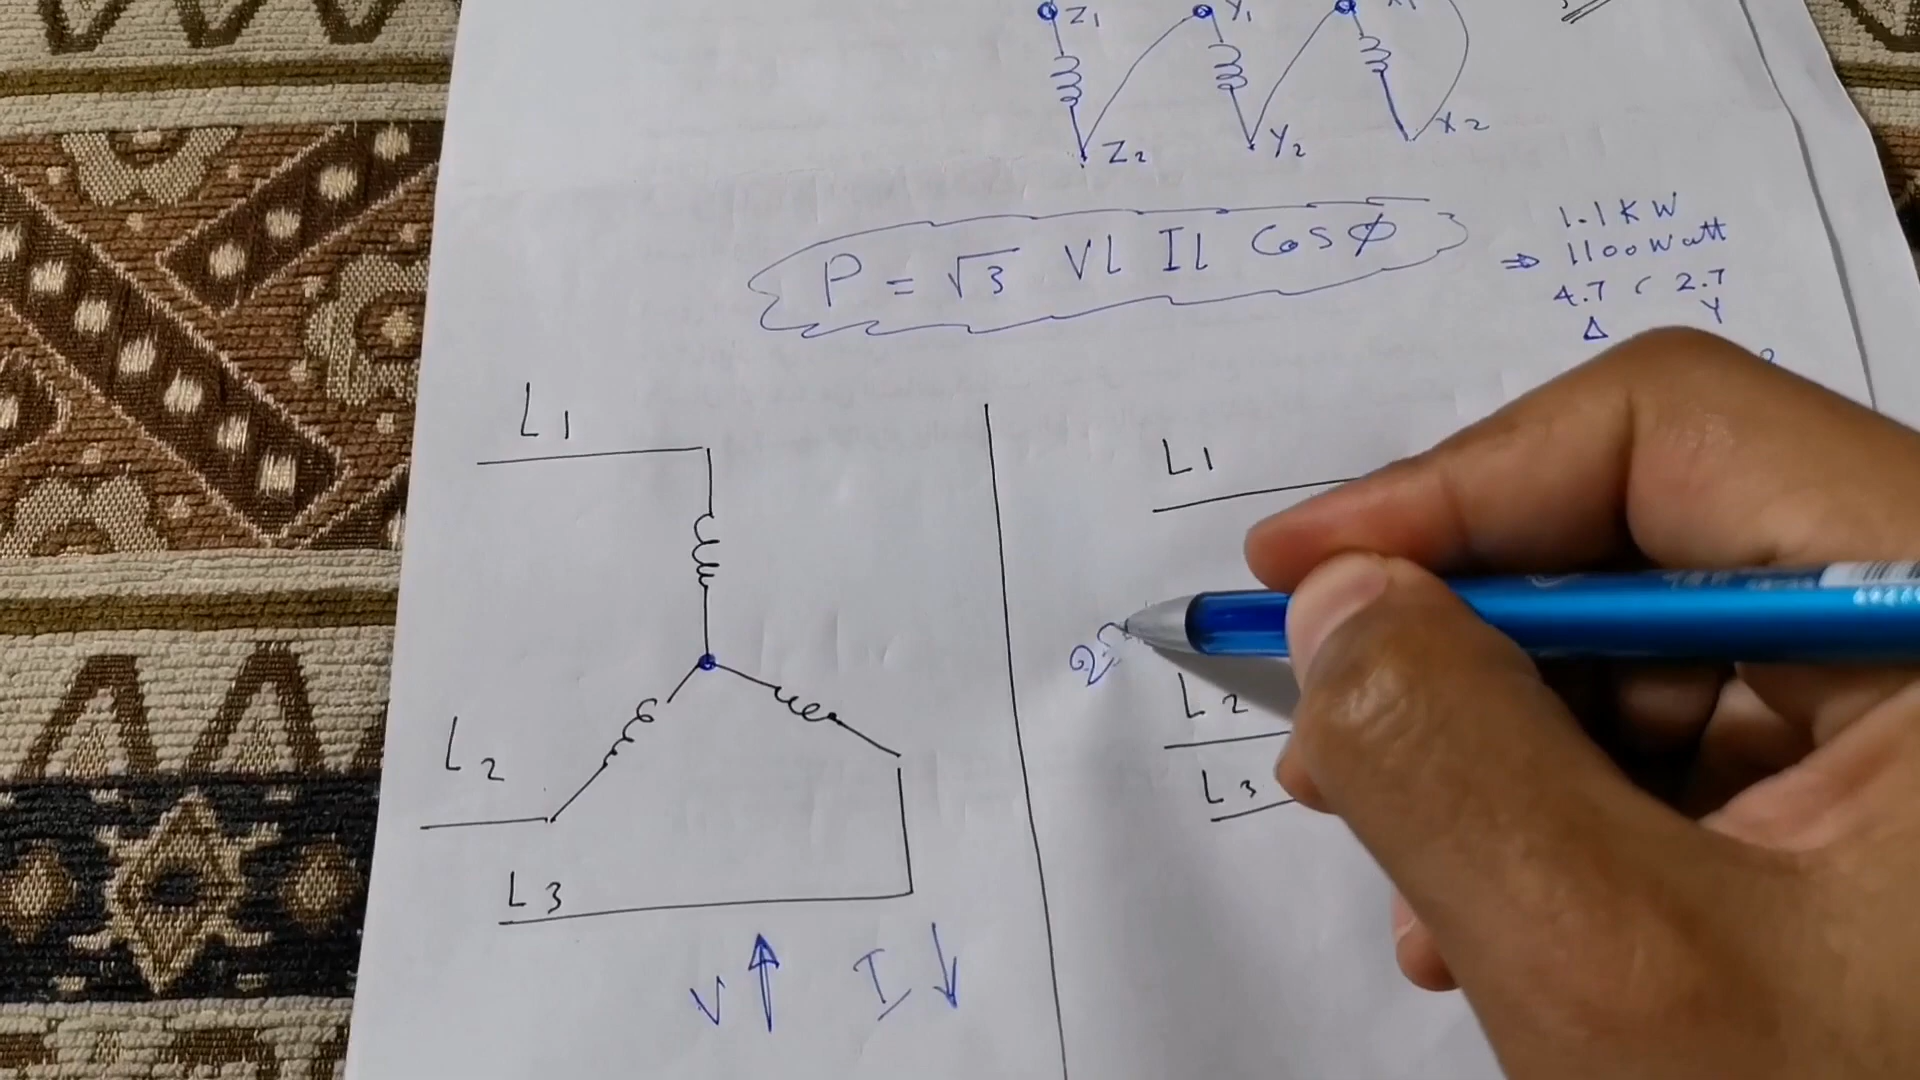 Z1 Y1 X1
Z2 Y2 X2
P = √3 VL IL Cos φ
1.1 KW
⇒ 1100 watt
4.7 ( 2.7
Δ Y
L1
L2
L3
V ↑ I ↓
L1
L2
L3